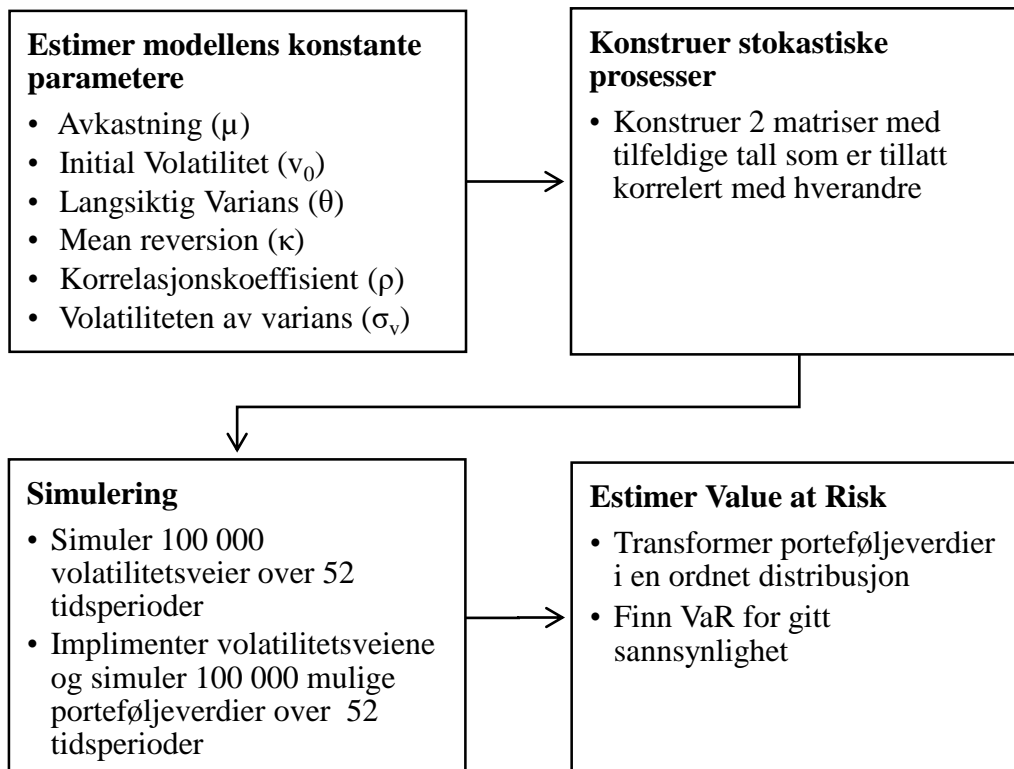 Estimer modellens konstante
parametere
• Avkastning (μ)
• Initial Volatilitet (v₀)
• Langsiktig Varians (θ)
• Mean reversion (κ)
• Korrelasjonskoeffisient (ρ)
• Volatiliteten av varians (σᵥ)
Konstruer stokastiske
prosesser
• Konstruer 2 matriser med
tilfeldige tall som er tillatt
korrelert med hverandre
Simulering
• Simuler 100 000
volatilitetsveier over 52
tidsperioder
• Implimenter volatilitetsveiene
og simuler 100 000 mulige
porteføljeverdier over 52
tidsperioder
Estimer Value at Risk
• Transformer porteføljeverdier
i en ordnet distribusjon
• Finn VaR for gitt
sannsynlighet